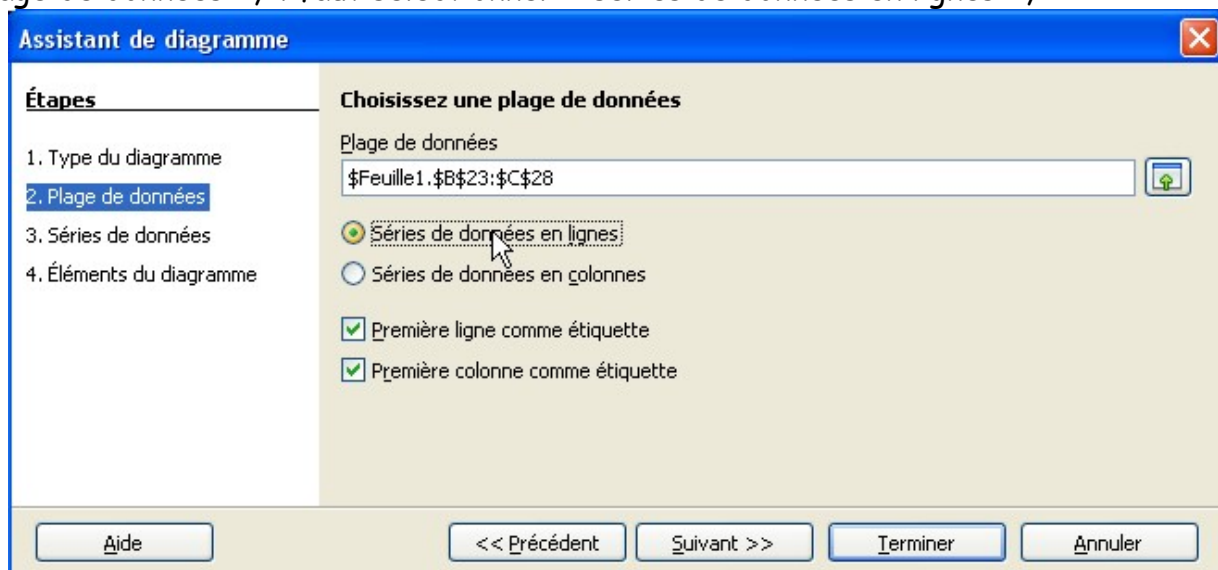 Assistant de diagramme
Étapes
1. Type du diagramme
2. Plage de données
3. Séries de données
4. Éléments du diagramme
Choisissez une plage de données
Plage de données
$Feuille1.$B$23:$C$28
Séries de données en lignes
Séries de données en colonnes
Première ligne comme étiquette
Première colonne comme étiquette
Aide
<< Précédent
Suivant >>
Terminer
Annuler